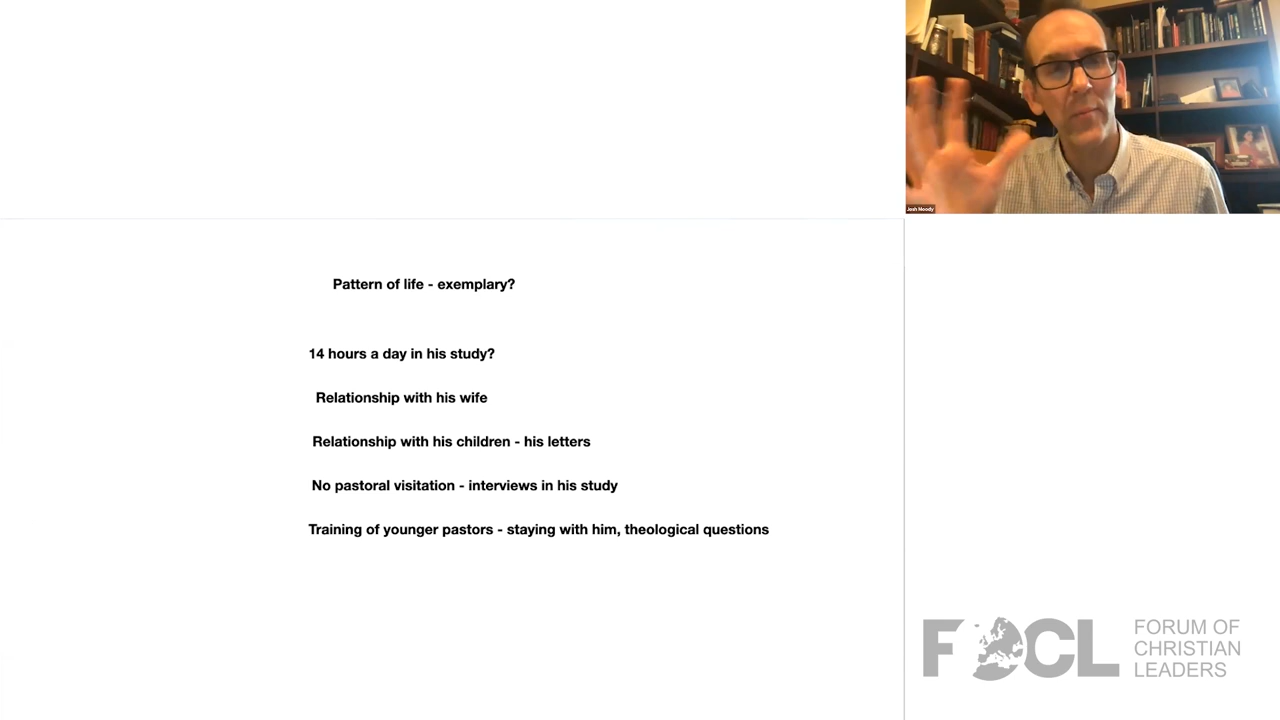 Josh Moody
Pattern of life - exemplary?
14 hours a day in his study?
Relationship with his wife
Relationship with his children - his letters
No pastoral visitation - interviews in his study
Training of younger pastors - staying with him, theological questions
FOCL
FORUM OF
CHRISTIAN
LEADERS